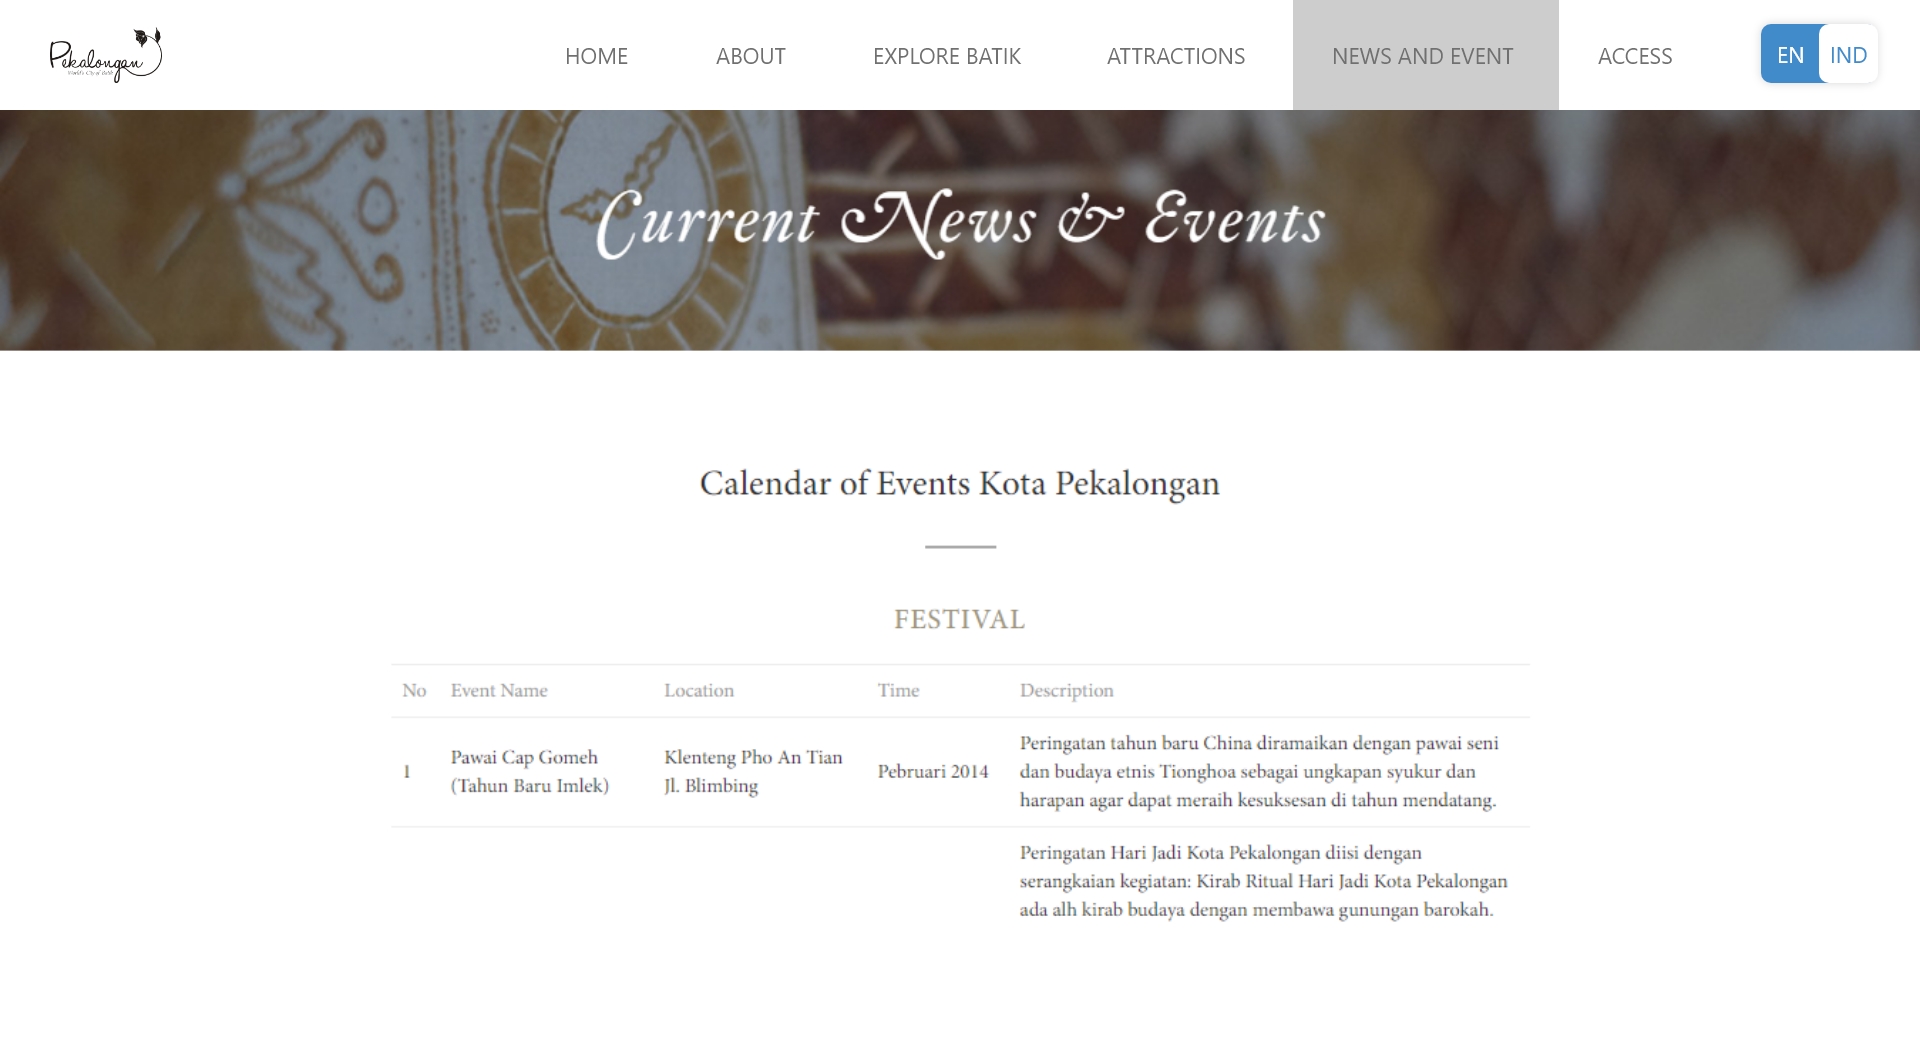 Pekalongan
World's City of Batik
HOME
ABOUT
EXPLORE BATIK
ATTRACTIONS
NEWS AND EVENT
ACCESS
EN
IND
Current News & Events
Calendar of Events Kota Pekalongan
FESTIVAL
No
Event Name
Location
Time
Description
1
Pawai Cap Gomeh
(Tahun Baru Imlek)
Klenteng Pho An Tian
Jl. Blimbing
Pebruari 2014
Peringatan tahun baru China diramaikan dengan pawai seni
dan budaya etnis Tionghoa sebagai ungkapan syukur dan
harapan agar dapat meraih kesuksesan di tahun mendatang.
Peringatan Hari Jadi Kota Pekalongan diisi dengan
serangkaian kegiatan: Kirab Ritual Hari Jadi Kota Pekalongan
ada alh kirab budaya dengan membawa gunungan barokah.